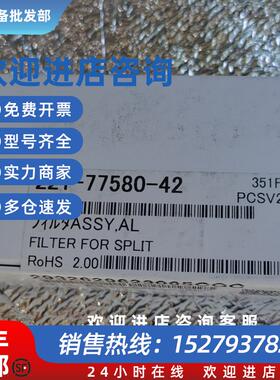 备批发部
欢迎进店咨询
免费开票
型号齐全
实力商家
多仓速发
221-77580-42
351F
PCSV2
ﾌｨﾙﾀASSY,AL
FILTER FOR SPLIT
RoHS 2.00
欢迎进店咨询客服
销售热线：1527937885
24小时在线 欢迎咨询